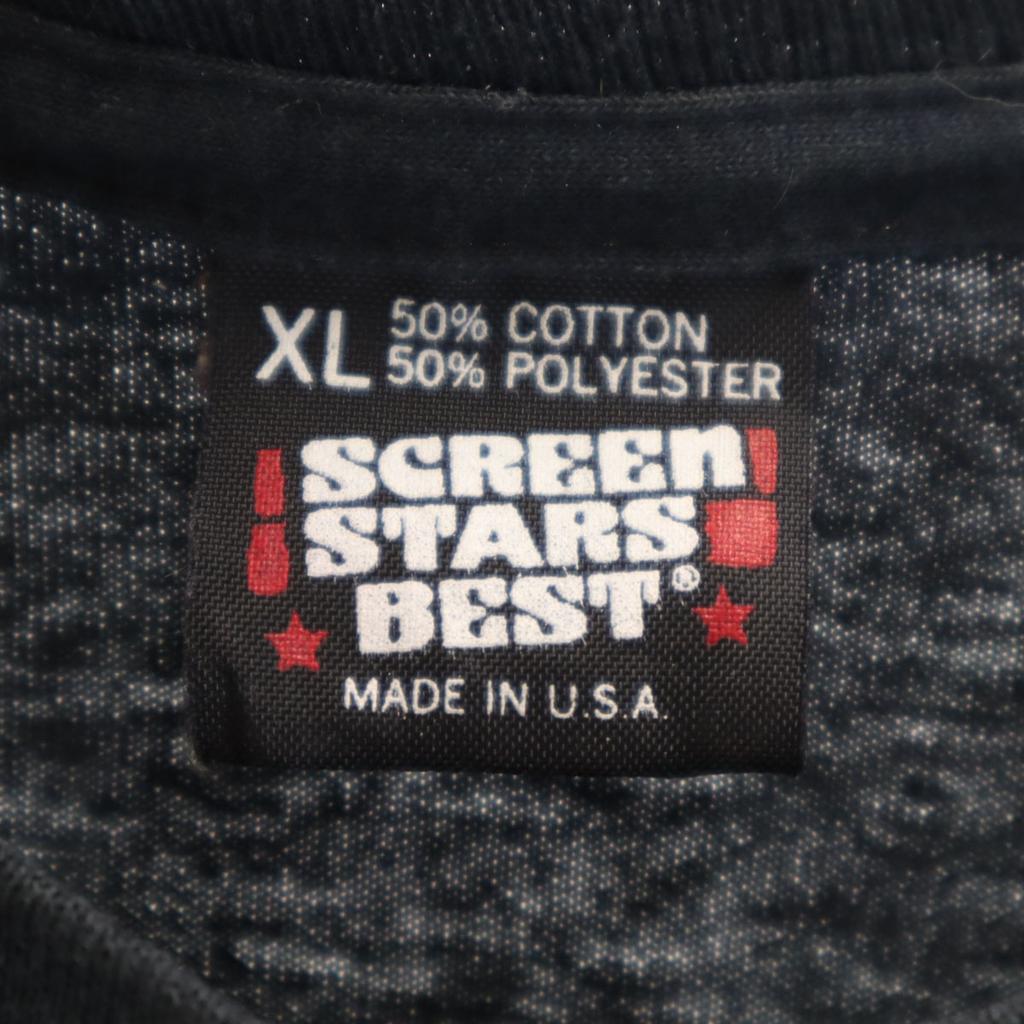 XL 50% COTTON
50% POLYESTER
SCREEN
STARS
BEST®
MADE IN U.S.A.